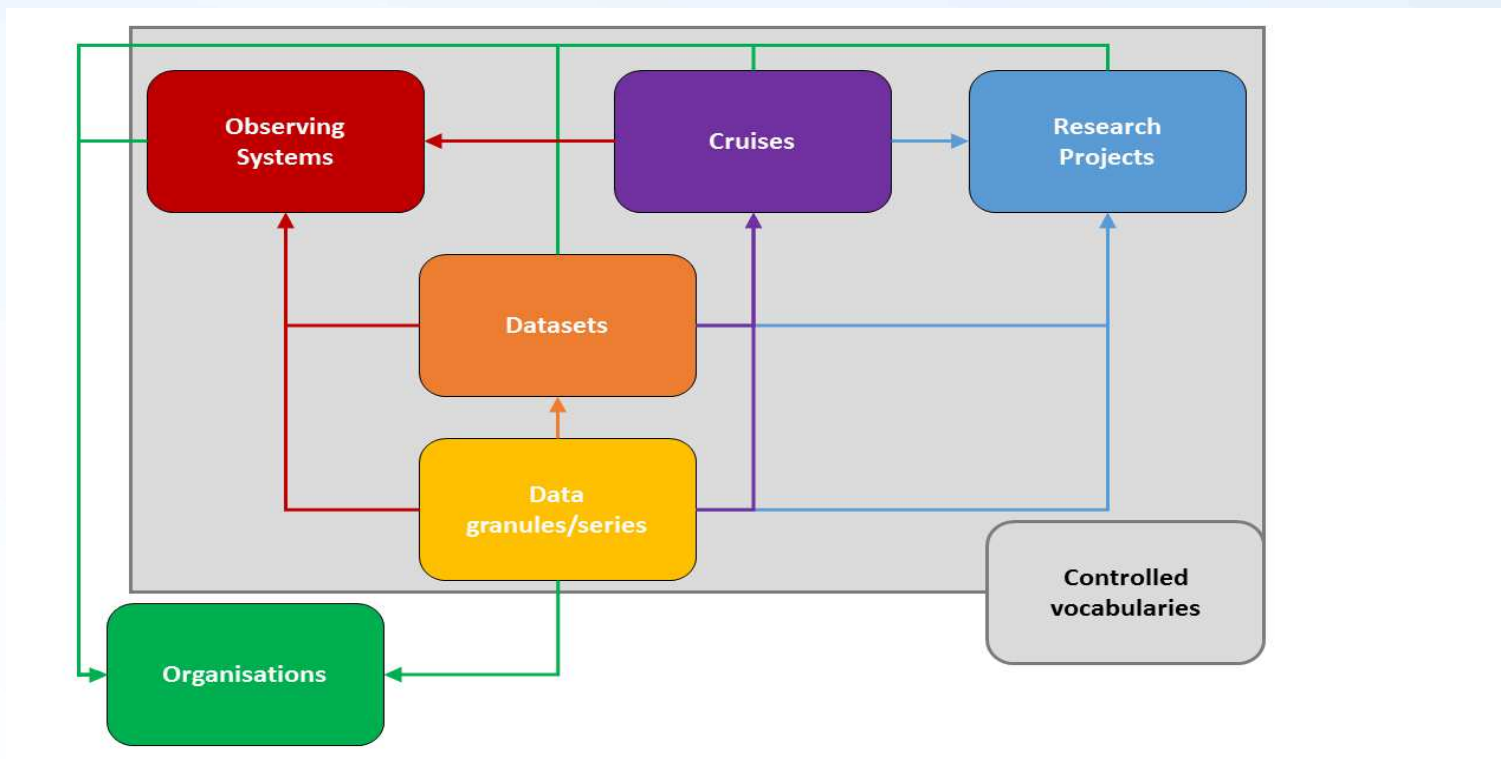 Observing
Systems
Cruises
Research
Projects
Datasets
Data
granules/series
Controlled
vocabularies
Organisations